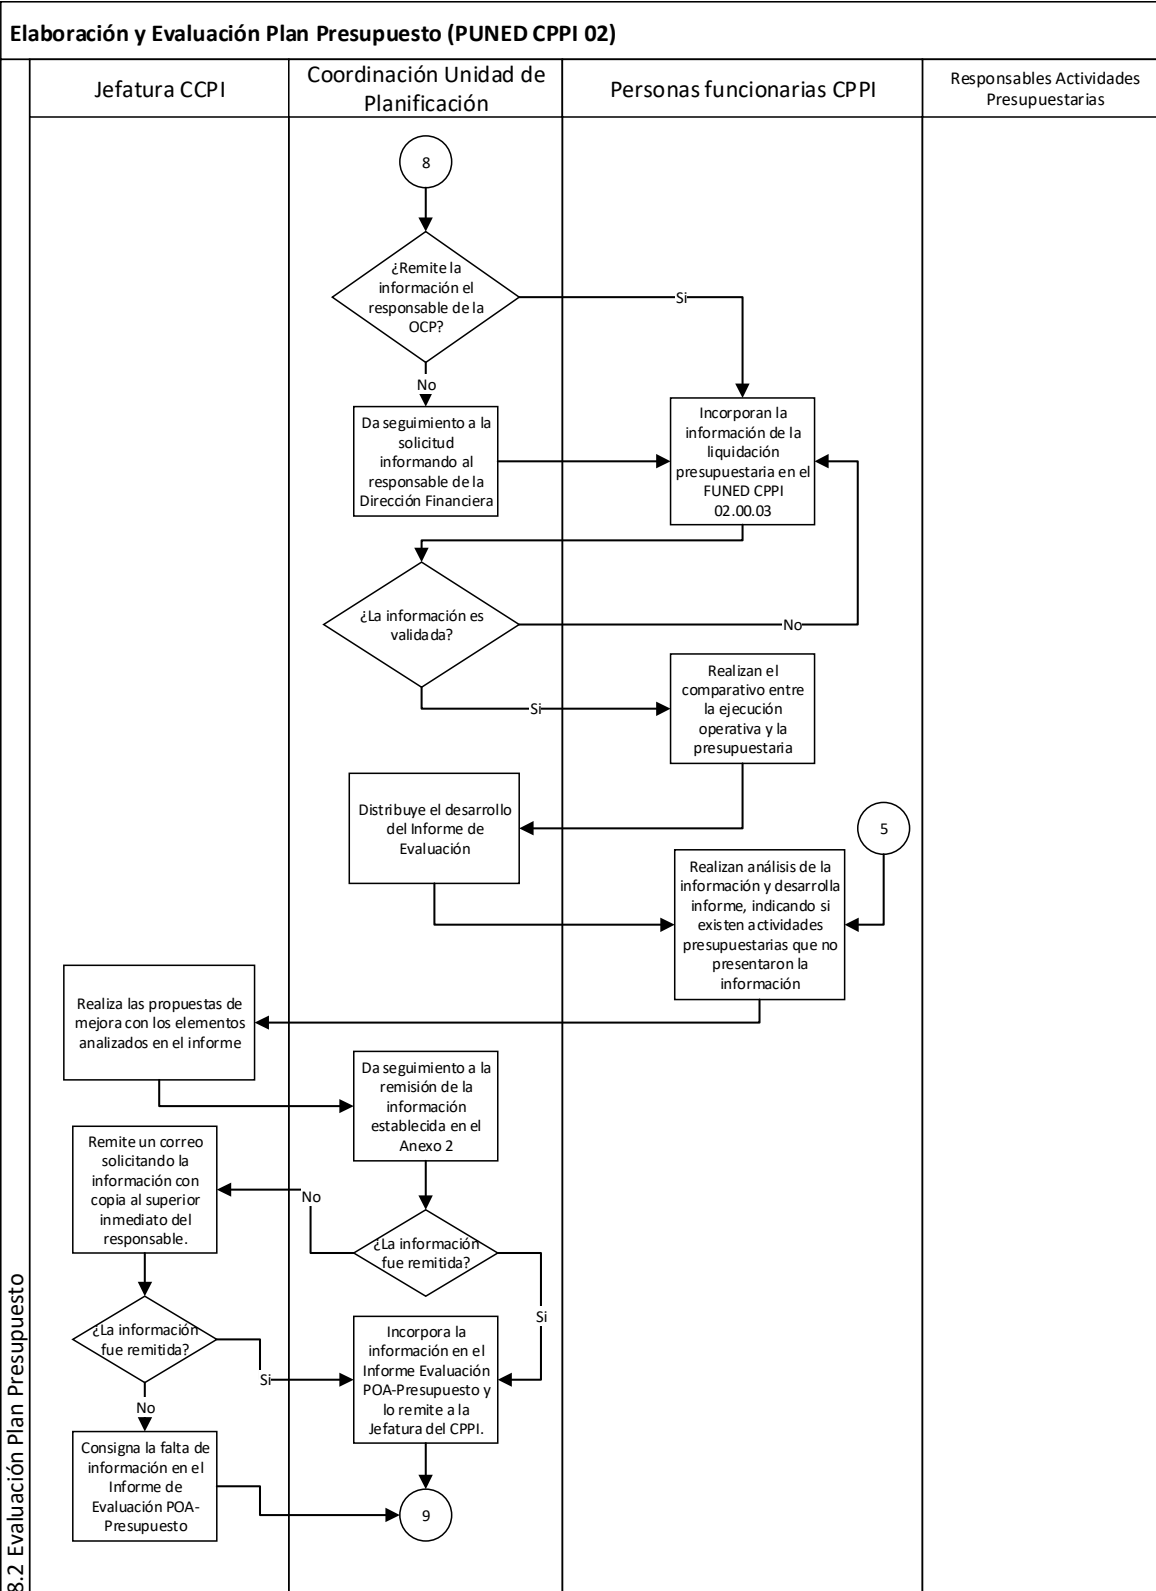 Elaboración y Evaluación Plan Presupuesto (PUNED CPPI 02)
Jefatura CCPI
Coordinación Unidad de
Planificación
Personas funcionarias CPPI
Responsables Actividades
Presupuestarias
8
¿Remite la
información el
responsable de la
OCP?
Si
No
Da seguimiento a la
solicitud
informando al
responsable de la
Dirección Financiera
Incorporan la
información de la
liquidación
presupuestaria en el
FUNED CPPI
02.00.03
¿La información es
validada?
No
Si
Realizan el
comparativo entre
la ejecución
operativa y la
presupuestaria
Distribuye el desarrollo
del Informe de
Evaluación
5
Realizan análisis de la
información y desarrolla
informe, indicando si
existen actividades
presupuestarias que no
presentaron la
información
Realiza las propuestas de
mejora con los elementos
analizados en el informe
Da seguimiento a la
remisión de la
información
establecida en el
Anexo 2
Remite un correo
solicitando la
información con
copia al superior
inmediato del
responsable.
No
¿La información
fue remitida?
Si
¿La información
fue remitida?
Si
No
Incorpora la
información en el
Informe Evaluación
POA-Presupuesto y
lo remite a la
Jefatura del CPPI.
Consigna la falta de
información en el
Informe de
Evaluación POA-
Presupuesto
9
8.2 Evaluación Plan Presupuesto